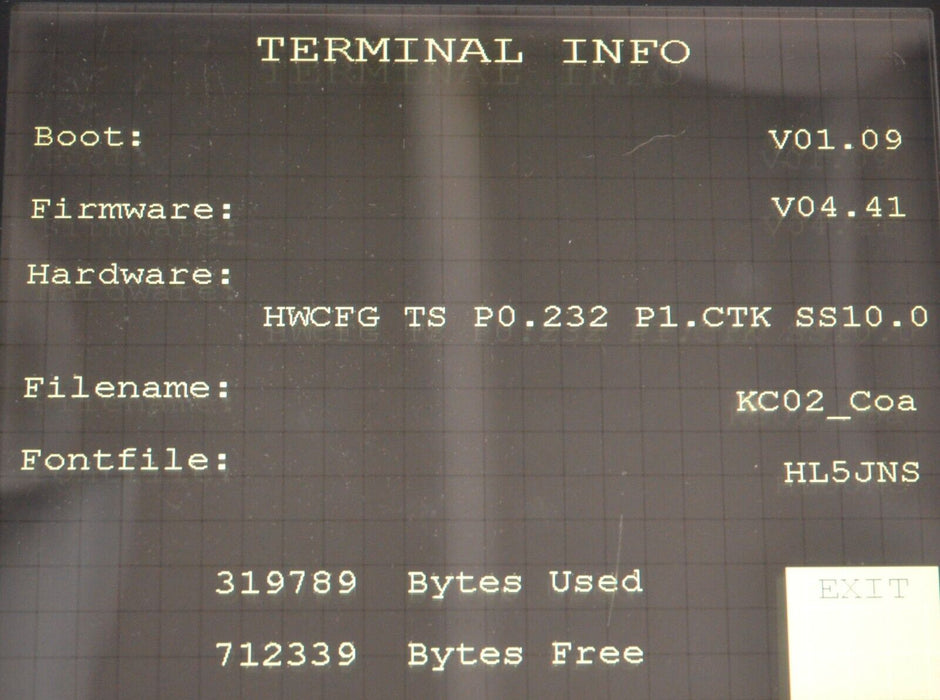 TERMINAL INFO
Boot: V01.09
Firmware: V04.41
Hardware:
HWCFG TS P0.232 P1.CTK SS10.0
Filename: KC02_Coa
Fontfile: HL5JNS
319789 Bytes Used
712339 Bytes Free
EXIT